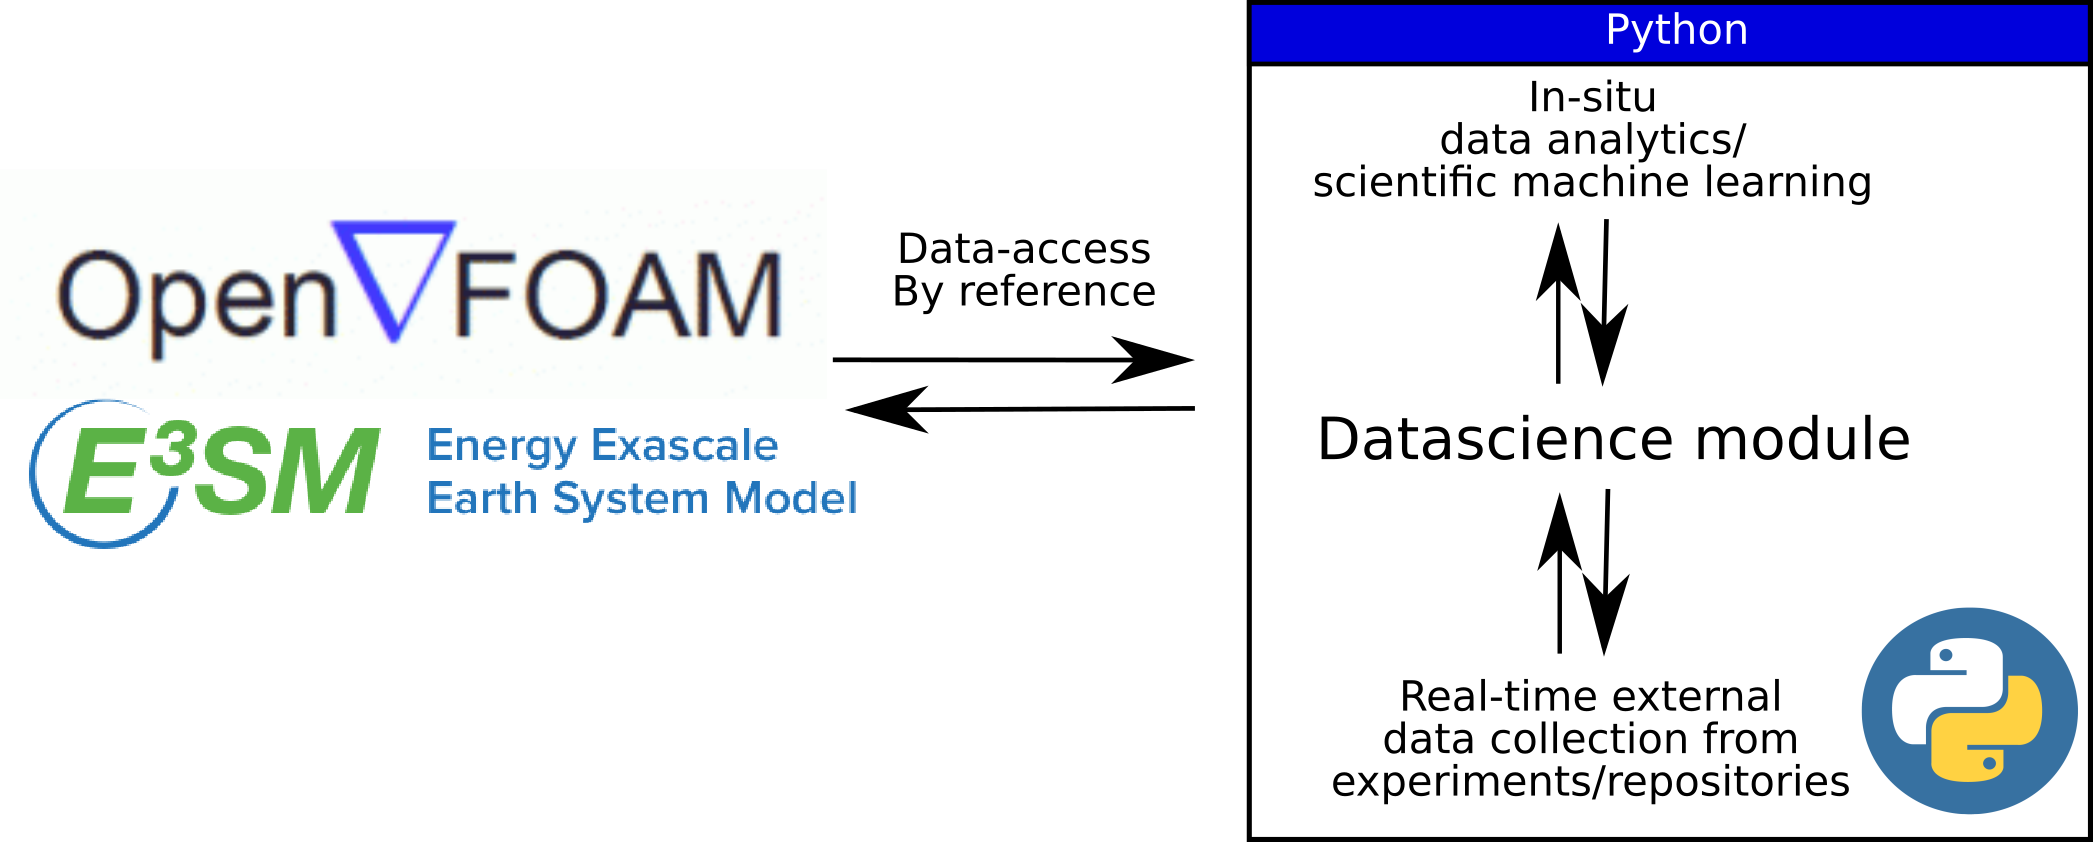 Open∇FOAM
E³SM
Energy Exascale
Earth System Model
Data-access
By reference
Python
In-situ
data analytics/
scientific machine learning
Datascience module
Real-time external
data collection from
experiments/repositories